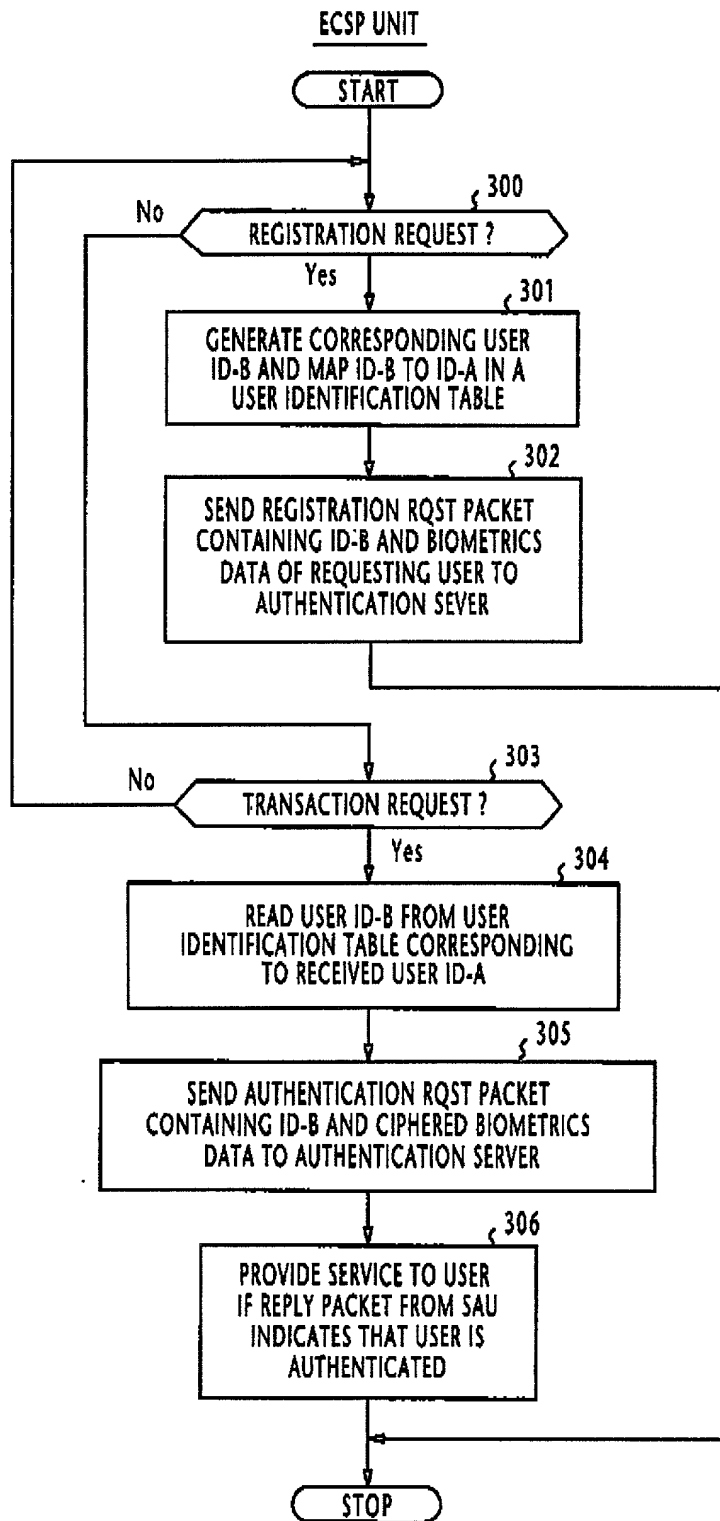 ECSP UNIT
START
300
No
REGISTRATION REQUEST ?
Yes
301
GENERATE CORRESPONDING USER
ID-B AND MAP ID-B TO ID-A IN A
USER IDENTIFICATION TABLE
302
SEND REGISTRATION RQST PACKET
CONTAINING ID-B AND BIOMETRICS
DATA OF REQUESTING USER TO
AUTHENTICATION SEVER
303
No
TRANSACTION REQUEST ?
Yes
304
READ USER ID-B FROM USER
IDENTIFICATION TABLE CORRESPONDING
TO RECEIVED USER ID-A
305
SEND AUTHENTICATION RQST PACKET
CONTAINING ID-B AND CIPHERED BIOMETRICS
DATA TO AUTHENTICATION SERVER
306
PROVIDE SERVICE TO USER
IF REPLY PACKET FROM SAU
INDICATES THAT USER IS
AUTHENTICATED
STOP